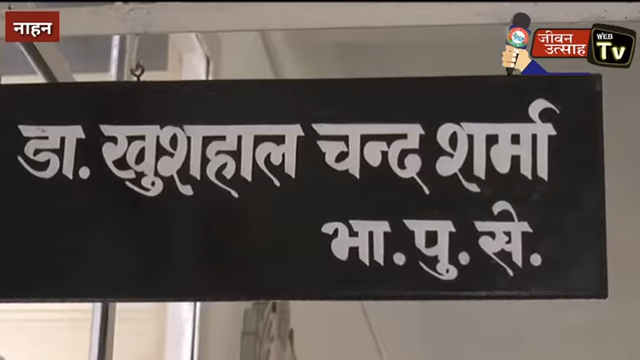 नाहन
जीवन
उत्साह
WEB
Tv
डा. खुशहाल चन्द शर्मा
भा. पु. से.